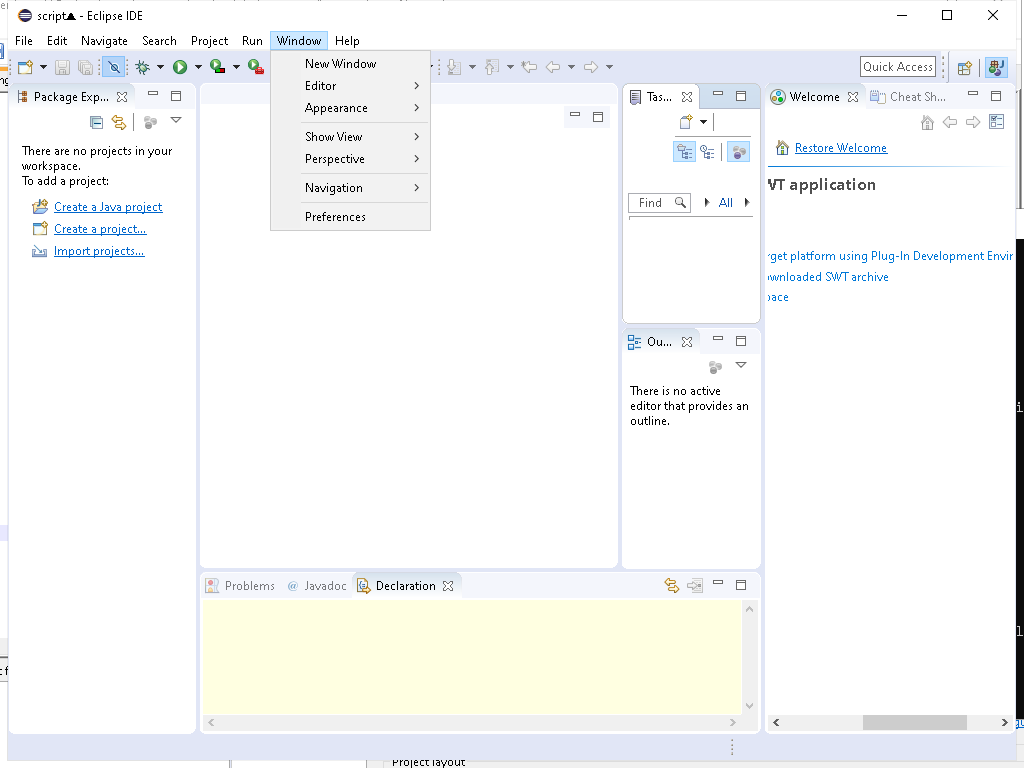 script▲ - Eclipse IDE
File Edit Navigate Search Project Run Window Help
New Window
Editor
Appearance
Show View
Perspective
Navigation
Preferences
Quick Access
Package Exp...
There are no projects in your
workspace.
To add a project:
Create a Java project
Create a project...
Import projects...
Tas...
Find
All
Ou...
There is no active
editor that provides an
outline.
Welcome
Cheat Sh...
Restore Welcome
WT application
rget platform using Plug-In Development Envir
ownloaded SWT archive
pace
Problems
@ Javadoc
Declaration
Project layout